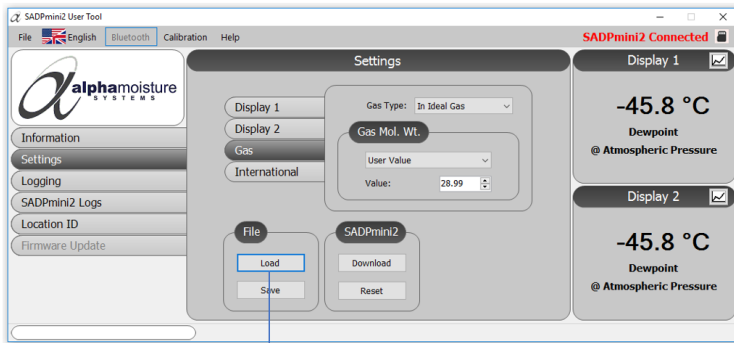 SADPmini2 User Tool
File English Bluetooth Calibration Help
SADPmini2 Connected
alphamoisture
SYSTEMS
Information
Settings
Logging
SADPmini2 Logs
Location ID
Firmware Update
Settings
Display 1
Display 2
Gas
International
Gas Type: In Ideal Gas
Gas Mol. Wt.
User Value
Value: 28.99
File
Load
Save
SADPmini2
Download
Reset
Display 1
-45.8 °C
Dewpoint
@ Atmospheric Pressure
Display 2
-45.8 °C
Dewpoint
@ Atmospheric Pressure